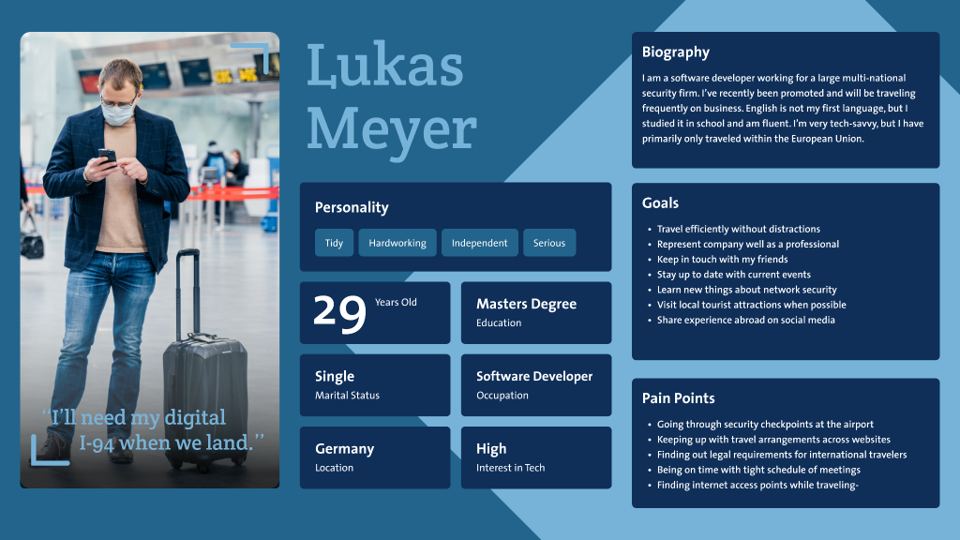 Lukas
Meyer
“I’ll need my digital
I-94 when we land.”
Personality
Tidy
Hardworking
Independent
Serious
29 Years Old
Masters Degree
Education
Single
Marital Status
Software Developer
Occupation
Germany
Location
High
Interest in Tech
Biography
I am a software developer working for a large multi-national
security firm. I’ve recently been promoted and will be traveling
frequently on business. English is not my first language, but I
studied it in school and am fluent. I’m very tech-savvy, but I have
primarily only traveled within the European Union.
Goals
• Travel efficiently without distractions
• Represent company well as a professional
• Keep in touch with my friends
• Stay up to date with current events
• Learn new things about network security
• Visit local tourist attractions when possible
• Share experience abroad on social media
Pain Points
• Going through security checkpoints at the airport
• Keeping up with travel arrangements across websites
• Finding out legal requirements for international travelers
• Being on time with tight schedule of meetings
• Finding internet access points while traveling-